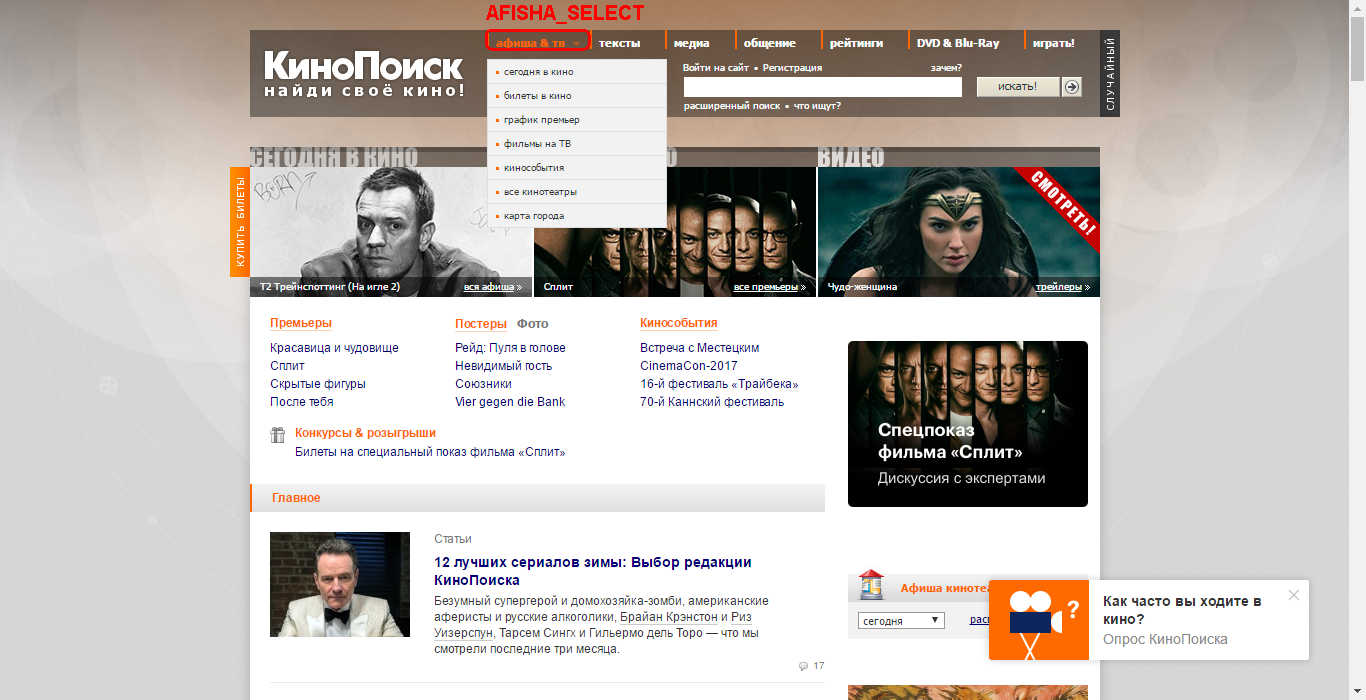 AFISHA_SELECT
афиша & тв
тексты
медиа
общение
рейтинги
DVD & Blu-Ray
играть!
СЛУЧАЙНЫЙ
КиноПоиск
найди своё кино!
сегодня в кино
билеты в кино
график премьер
фильмы на ТВ
кинособытия
все кинотеатры
карта города
Войти на сайт • Регистрация
зачем?
искать!
расширенный поиск • что ищут?
СЕГОДНЯ В КИНО
ВИДЕО
КУПИТЬ БИЛЕТЫ
СМОТРЕТЬ!
Т2 Трейнспоттинг (На игле 2)
вся афиша »
Сплит
все премьеры »
Чудо-женщина
трейлеры »
Премьеры
Красавица и чудовище
Сплит
Скрытые фигуры
После тебя
Постеры Фото
Рейд: Пуля в голове
Невидимый гость
Союзники
Vier gegen die Bank
Кинособытия
Встреча с Местецким
CinemaCon-2017
16-й фестиваль «Трайбека»
70-й Каннский фестиваль
Конкурсы & розыгрыши
Билеты на специальный показ фильма «Сплит»
Спецпоказ
фильма «Сплит»
Дискуссия с экспертами
Главное
Статьи
12 лучших сериалов зимы: Выбор редакции
КиноПоиска
Безумный супергерой и домохозяйка-зомби, американские
аферисты и русские алкоголики, Брайан Крэнстон и Риз
Уизерспун, Тарсем Сингх и Гильермо дель Торо — что мы
смотрели последние три месяца.
17
Афиша
сегодня
?
Как часто вы ходите в
кино?
Опрос КиноПоиска